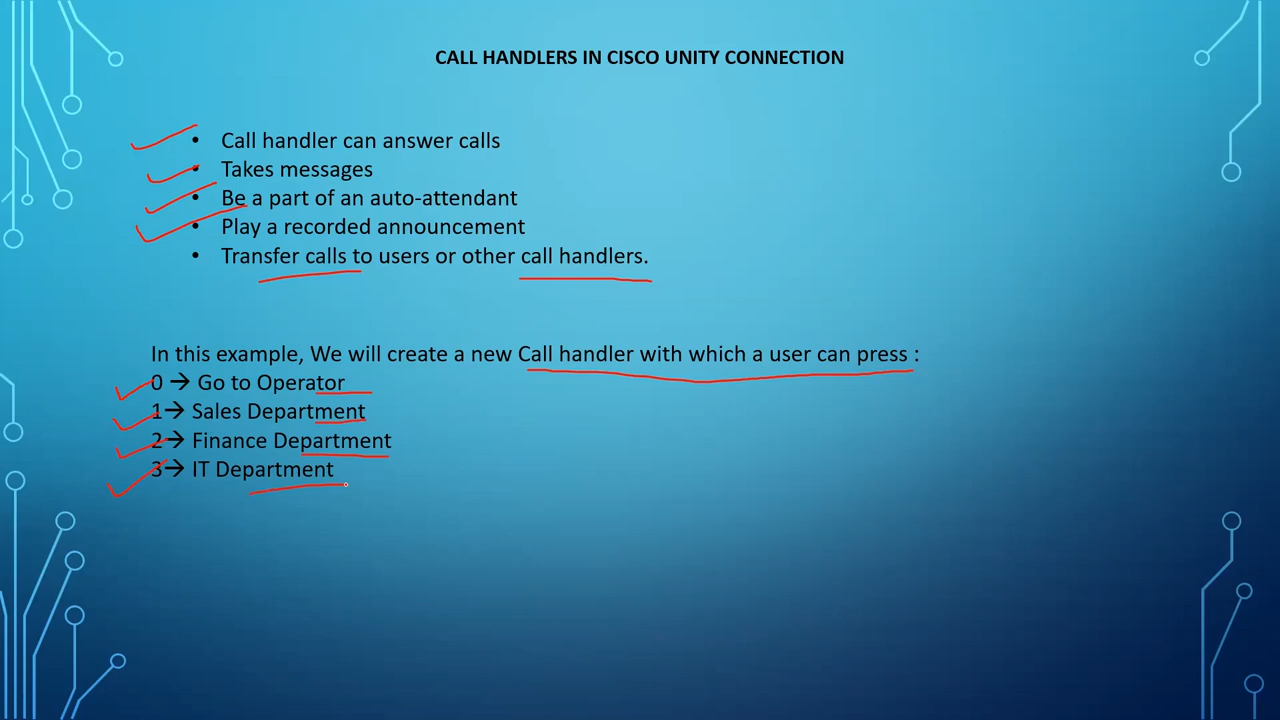 CALL HANDLERS IN CISCO UNITY CONNECTION
• Call handler can answer calls
• Takes messages
• Be a part of an auto-attendant
• Play a recorded announcement
• Transfer calls to users or other call handlers.
In this example, We will create a new Call handler with which a user can press :
0 → Go to Operator
1→ Sales Department
2→ Finance Department
3→ IT Department